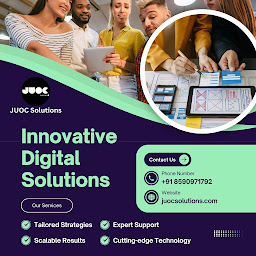 JUOC
JUOC Solutions
Innovative
Digital
Solutions
Our Services
Contact Us
Phone Number
+91 8590971792
Website
juocsolutions.com
Tailored Strategies
Expert Support
Scalable Results
Cutting-edge Technology